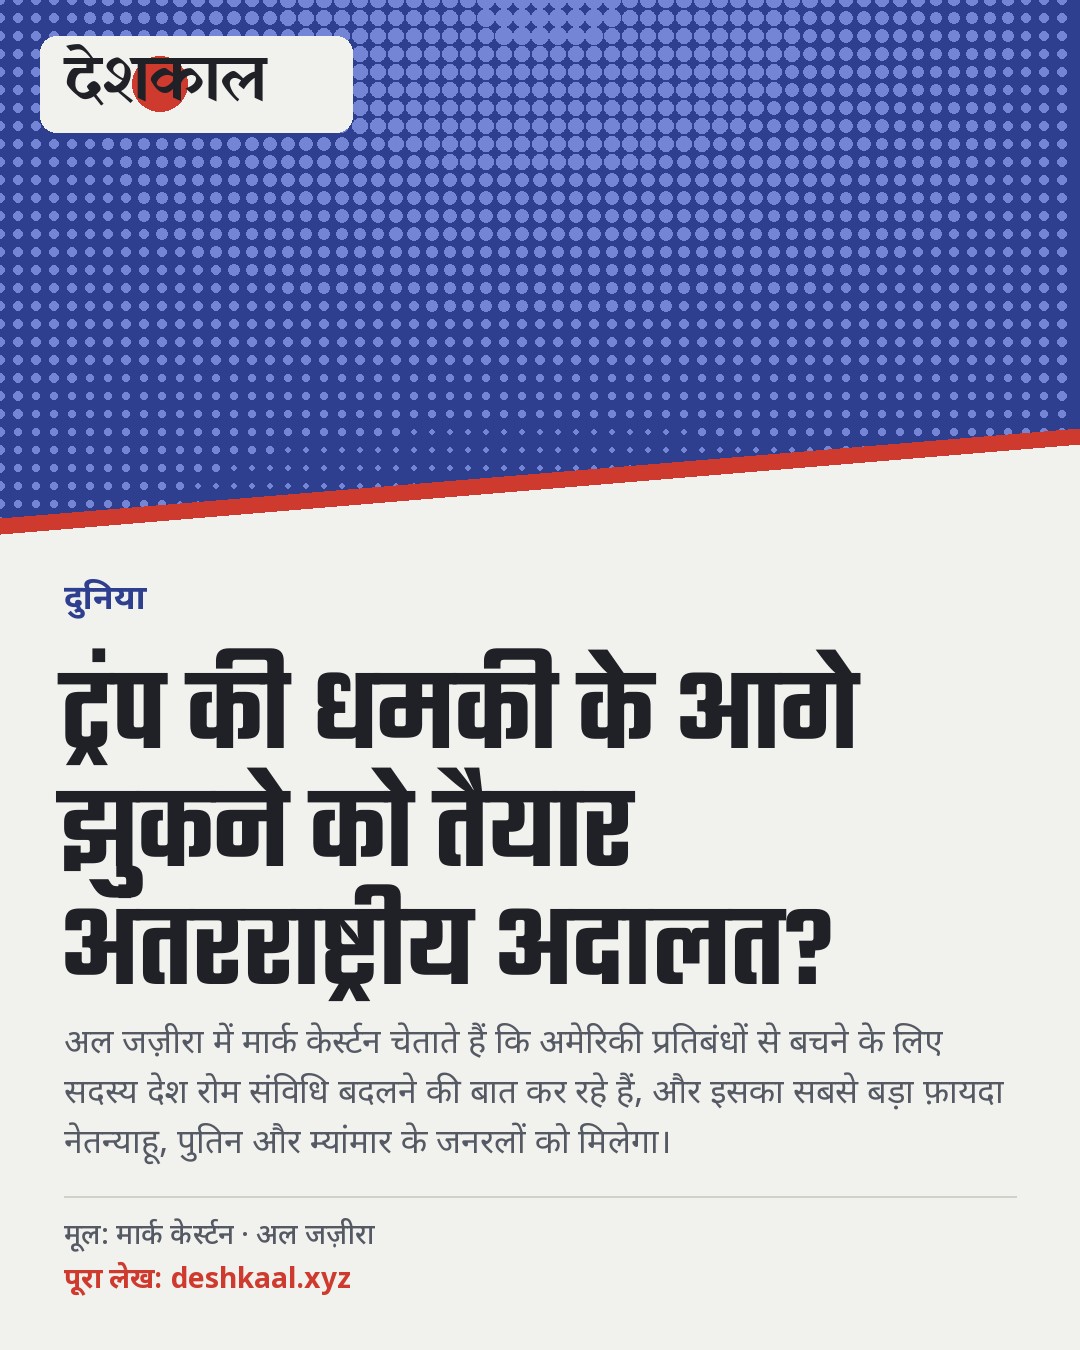 देशकाल
दुनिया
ट्रंप की धमकी के आगे
झुकने को तैयार
अंतरराष्ट्रीय अदालत?
अल जज़ीरा में मार्क केर्स्टन चेताते हैं कि अमेरिकी प्रतिबंधों से बचने के लिए
सदस्य देश रोम संविधि बदलने की बात कर रहे हैं, और इसका सबसे बड़ा फ़ायदा
नेतन्याहू, पुतिन और म्यांमार के जनरलों को मिलेगा।
मूल: मार्क केर्स्टन · अल जज़ीरा
पूरा लेख: deshkaal.xyz